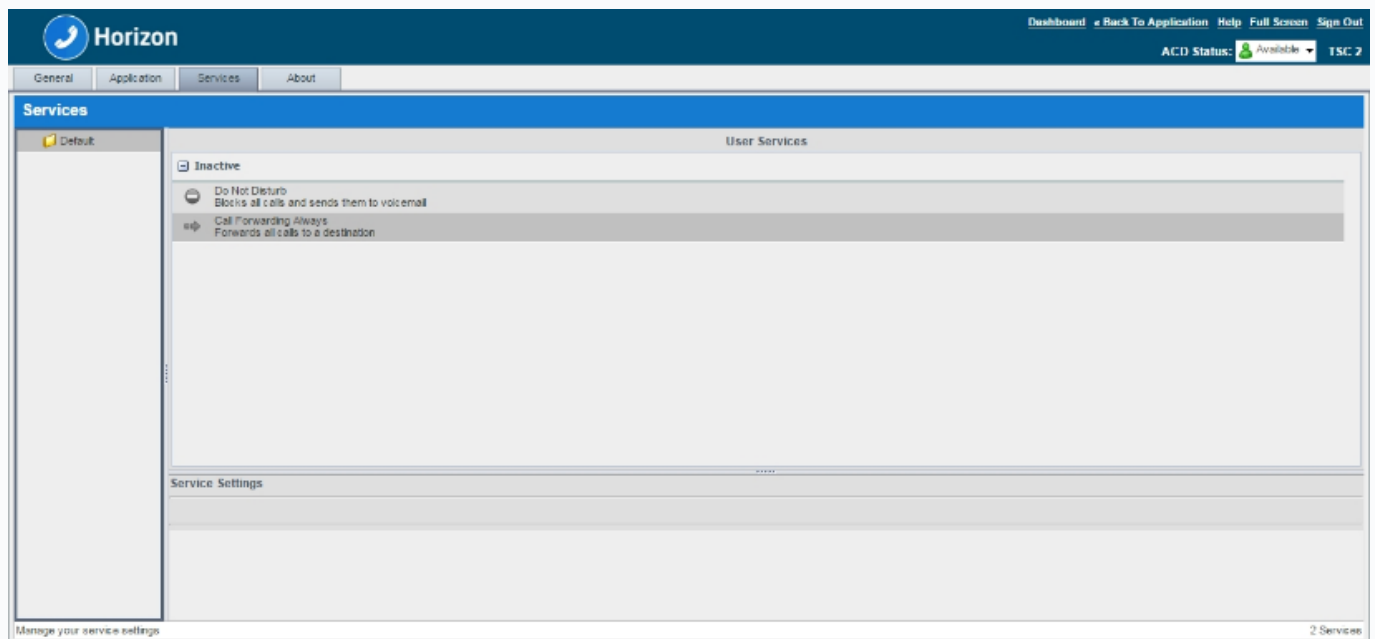 Horizon
Dashboard « Back To Application Help Full Screen Sign Out
ACD Status: Available TSC 2
General Application Services About
Services
Default
User Services
Inactive
Do Not Disturb
Blocks all calls and sends them to voicemail
Call Forwarding Always
Forwards all calls to a destination
Service Settings
Manage your service settings
2 Services